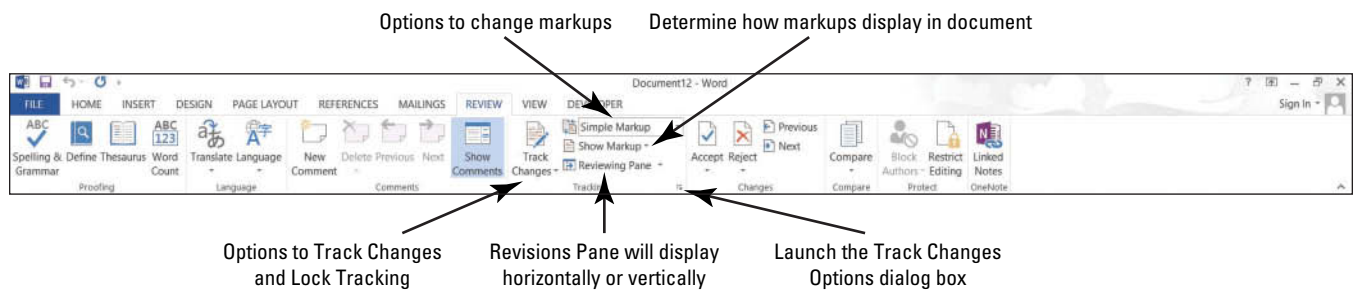 Options to change markups Determine how markups display in document
Document12 - Word
? Sign In
FILE HOME INSERT DESIGN PAGE LAYOUT REFERENCES MAILINGS REVIEW VIEW DEVELOPER
ABC Spelling & Grammar
Define
Thesaurus
ABC 123 Word Count
Proofing
Translate
Language
Language
New Comment
Delete
Previous
Next
Show Comments
Comments
Track Changes
Simple Markup
Show Markup
Reviewing Pane
Tracking
Accept
Reject
Previous
Next
Changes
Compare
Compare
Block Authors
Restrict Editing
Protect
Linked Notes
OneNote
Options to Track Changes
and Lock Tracking
Revisions Pane will display
horizontally or vertically
Launch the Track Changes
Options dialog box